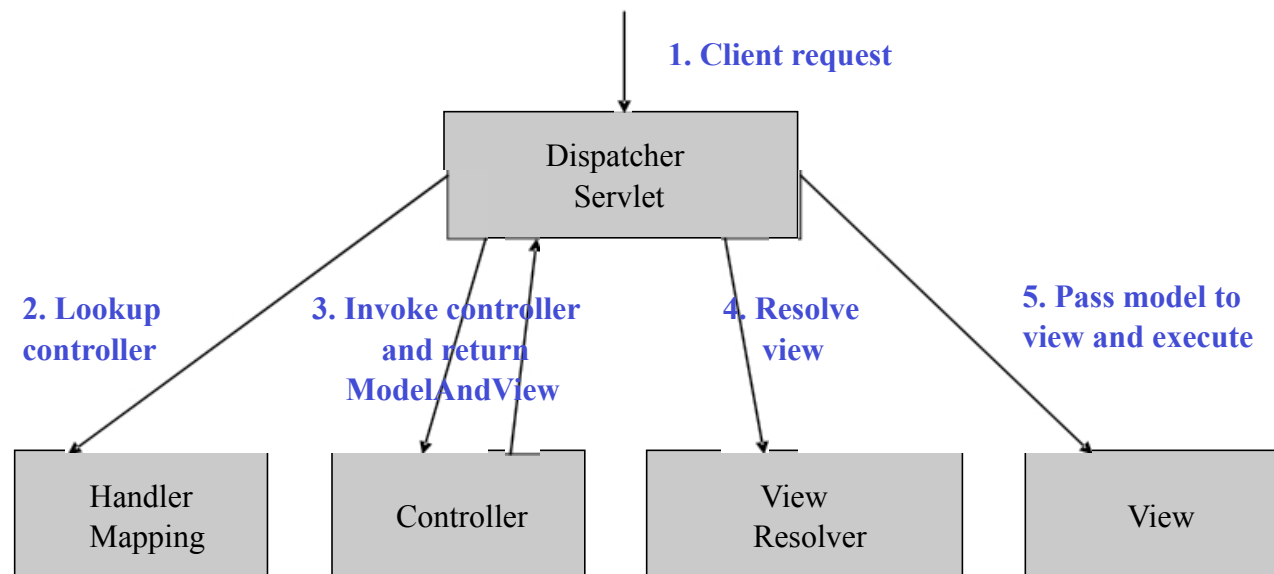 1. Client request
Dispatcher
Servlet
2. Lookup
controller
3. Invoke controller
and return
ModelAndView
4. Resolve
view
5. Pass model to
view and execute
Handler
Mapping
Controller
View
Resolver
View